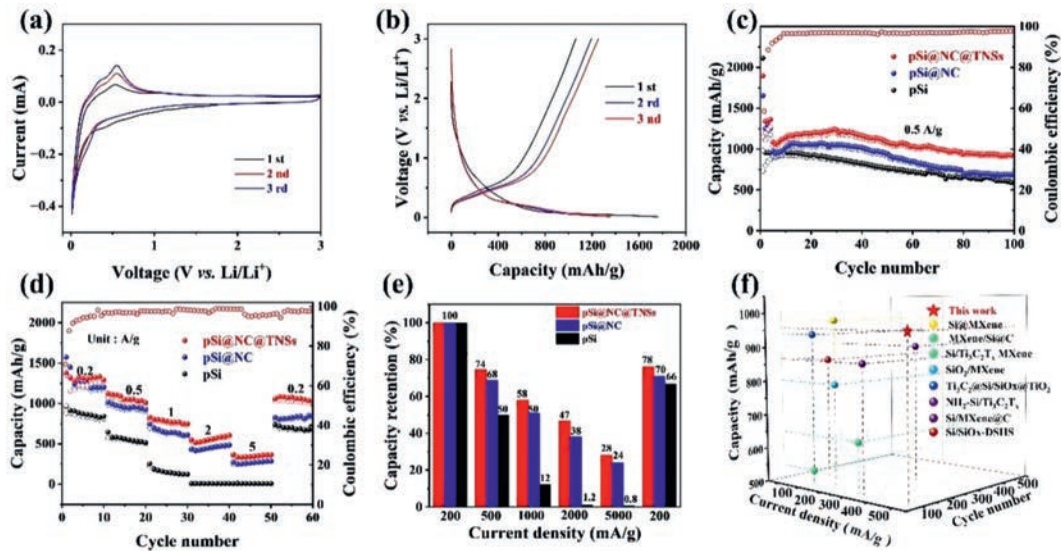 (a)
0.2
0.0
−0.2
−0.4
Current (mA)
1 st
2 nd
3 rd
0
1
2
3
Voltage (V vs. Li/Li⁺)
(b)
3
2
1
0
Voltage (V vs. Li/Li⁺)
1 st
2 rd
3 nd
0
400
800
1200
1600
2000
Capacity (mAh/g)
(c)
2000
1500
1250
1000
750
500
0
Capacity (mAh/g)
pSi@NC@TNSs
pSi@NC
pSi
0.5 A/g
100
80
60
40
20
0
Coulombic efficiency (%)
0
20
40
60
80
100
Cycle number
(d)
2000
1500
1000
500
0
Capacity (mAh/g)
Unit : A/g
pSi@NC@TNSs
pSi@NC
pSi
0.2
0.5
1
2
5
0.2
100
80
60
40
20
0
Coulombic efficiency (%)
0
10
20
30
40
50
60
Cycle number
(e)
100
80
60
40
20
0
Capacity retention (%)
pSi@NC@TNSs
pSi@NC
pSi
100
74
68
50
58
50
12
47
38
1.2
28
24
0.8
78
70
66
200
500
1000
2000
5000
200
Current density (mA/g)
(f)
1000
900
800
700
600
500
Capacity (mAh/g)
This work
Si@MXene
MXene/Si@C
Si/Ti₃C₂Tₓ MXene
SiO₂/MXene
Ti₃C₂@Si/SiOx@TiO₂
NH₂-Si/Ti₃C₂Tₓ
Si/MXene@C
Si/SiOx-DSHS
100
200
300
400
500
Current density (mA/g)
100
200
300
400
500
Cycle number